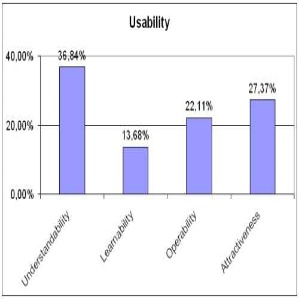 Usability
40,00%
20,00%
0,00%
36,84%
13,68%
22,11%
27,37%
Understandability
Learnability
Operability
Attractiveness